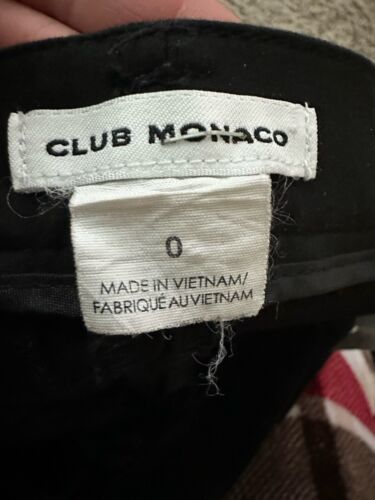 CLUB MONACO
0
MADE IN VIETNAM/
FABRIQUÉ AU VIETNAM